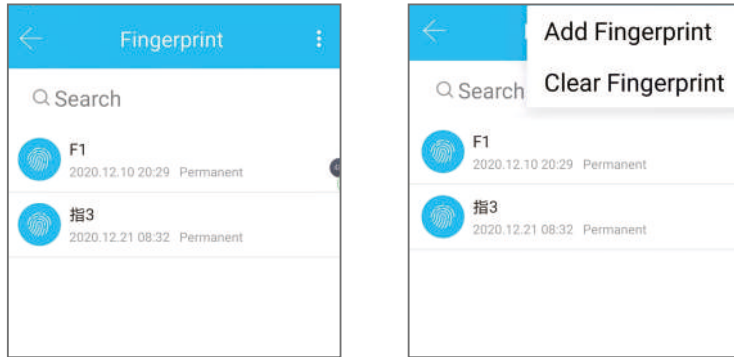 Fingerprint
Search
F1
2020.12.10 20:29 Permanent
指3
2020.12.21 08:32 Permanent
Add Fingerprint
Clear Fingerprint
Search
F1
2020.12.10 20:29 Permanent
指3
2020.12.21 08:32 Permanent